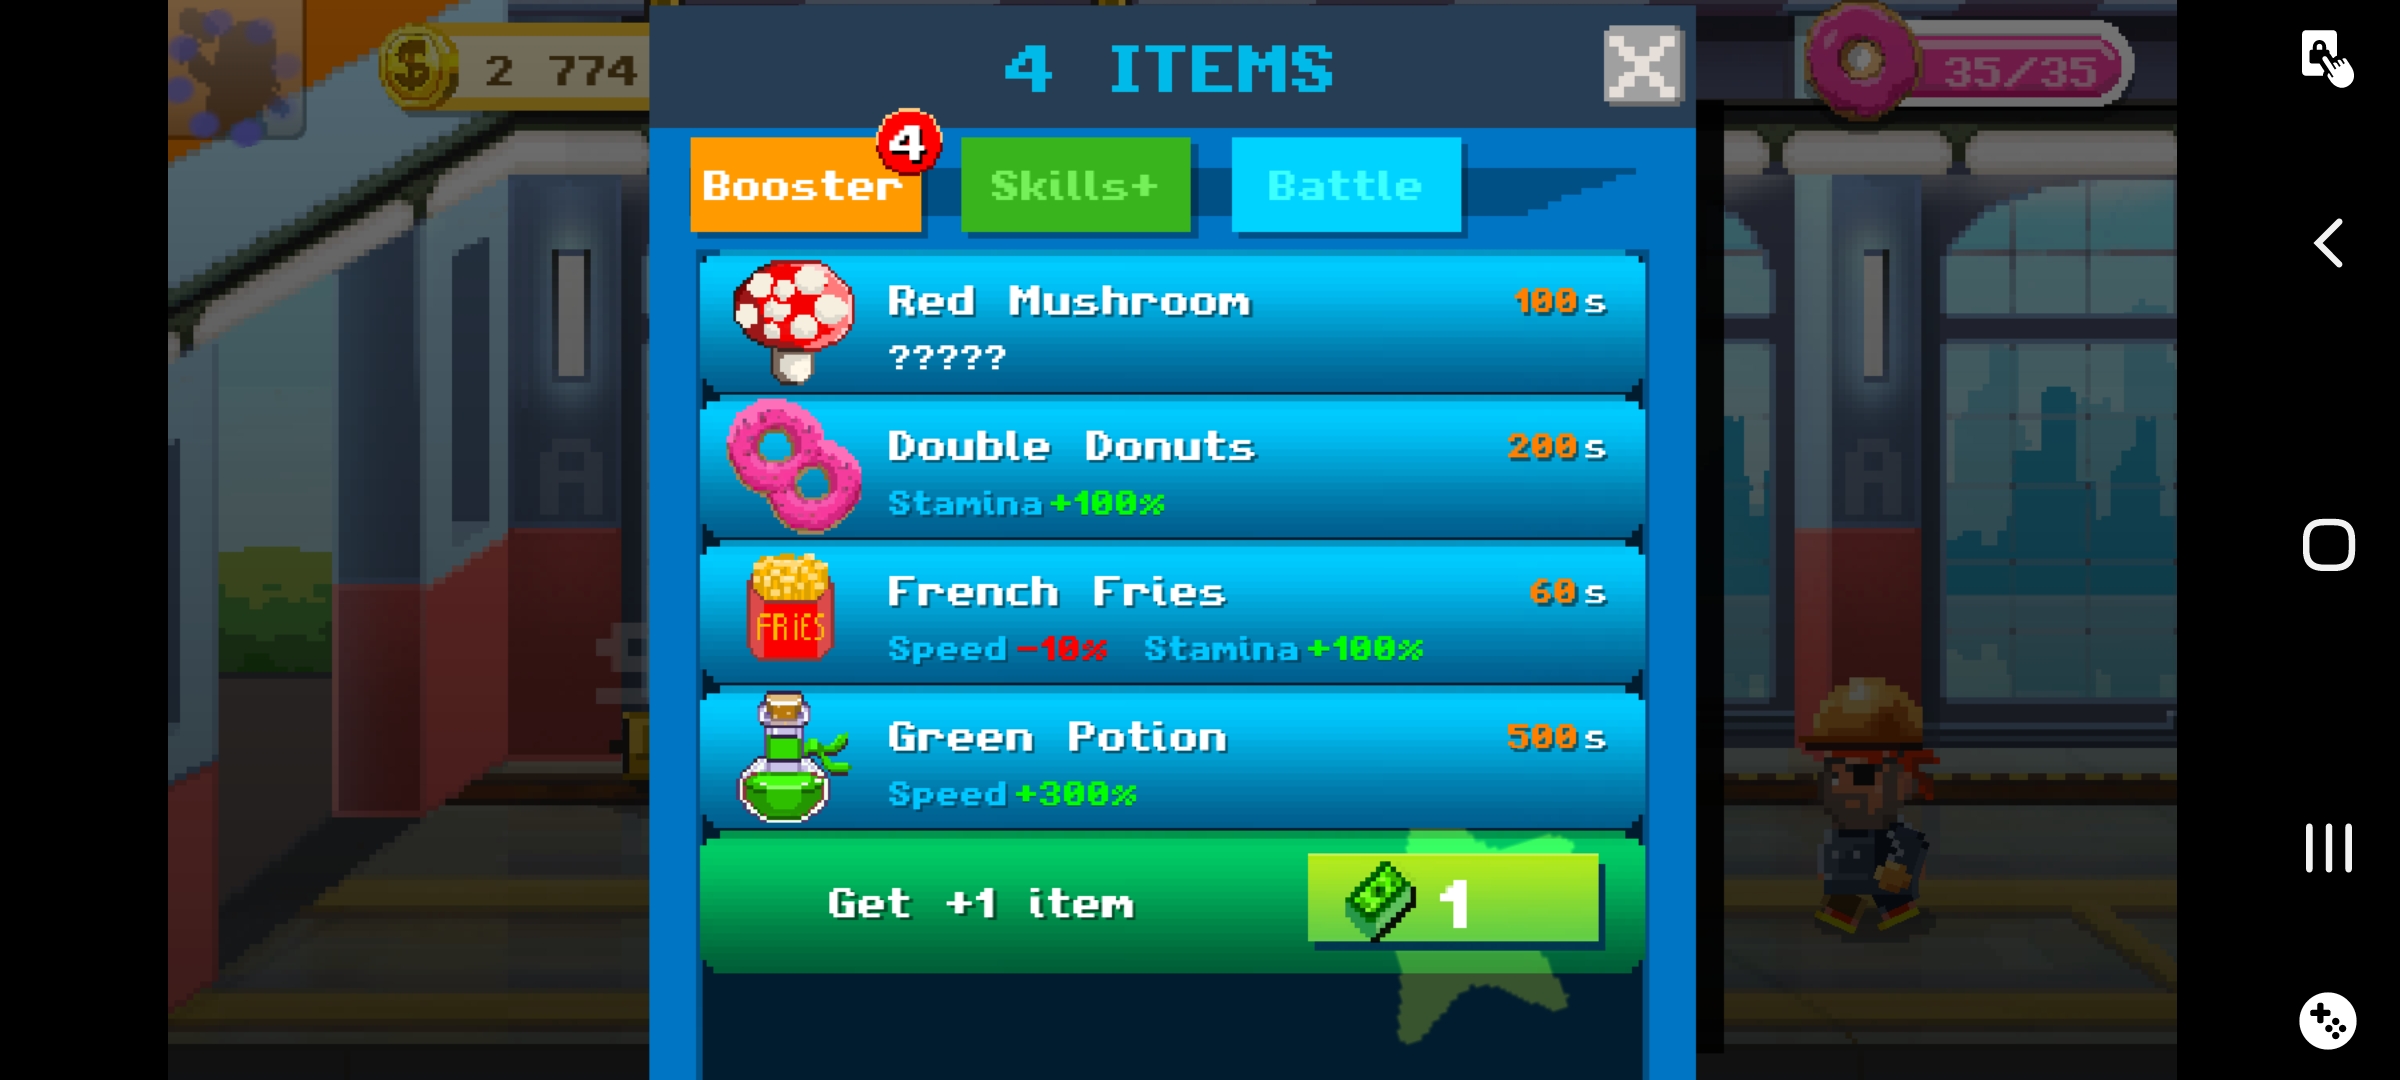 2 774
4 ITEMS
35/35
4
Booster
Skills+
Battle
Red Mushroom
100s
?????
Double Donuts
200s
Stamina +100%
French Fries
60s
FRiES
Speed -10% Stamina +100%
Green Potion
500s
Speed +300%
Get +1 item
1
A
A